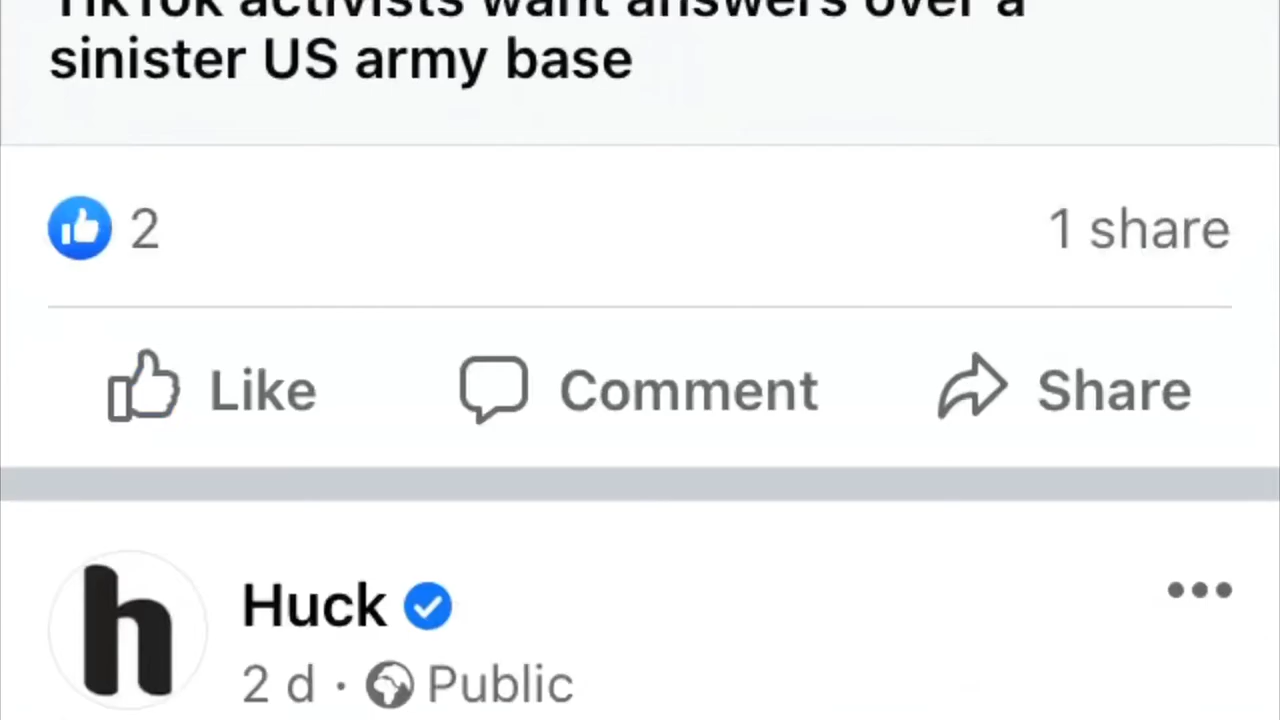 TikTok activists want answers over a
sinister US army base
2
1 share
Like
Comment
Share
h
Huck
2 d · Public